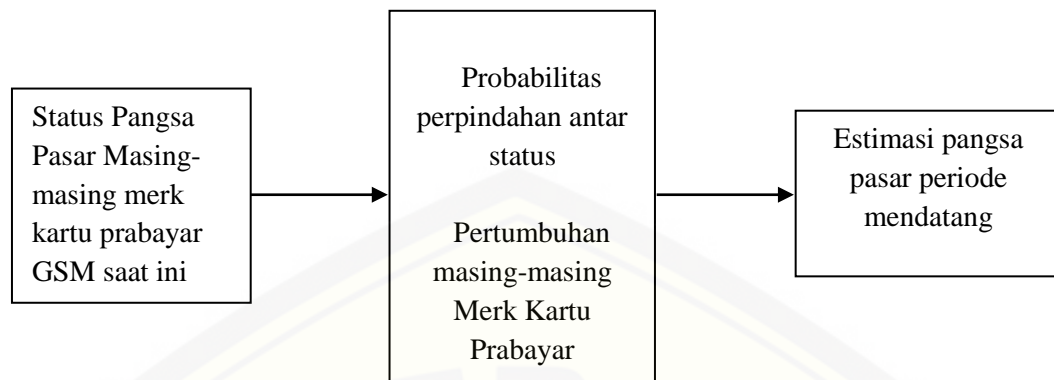 Status Pangsa
Pasar Masing-
masing merk
kartu prabayar
GSM saat ini
Probabilitas
perpindahan antar
status
Pertumbuhan
masing-masing
Merk Kartu
Prabayar
Estimasi pangsa
pasar periode
mendatang